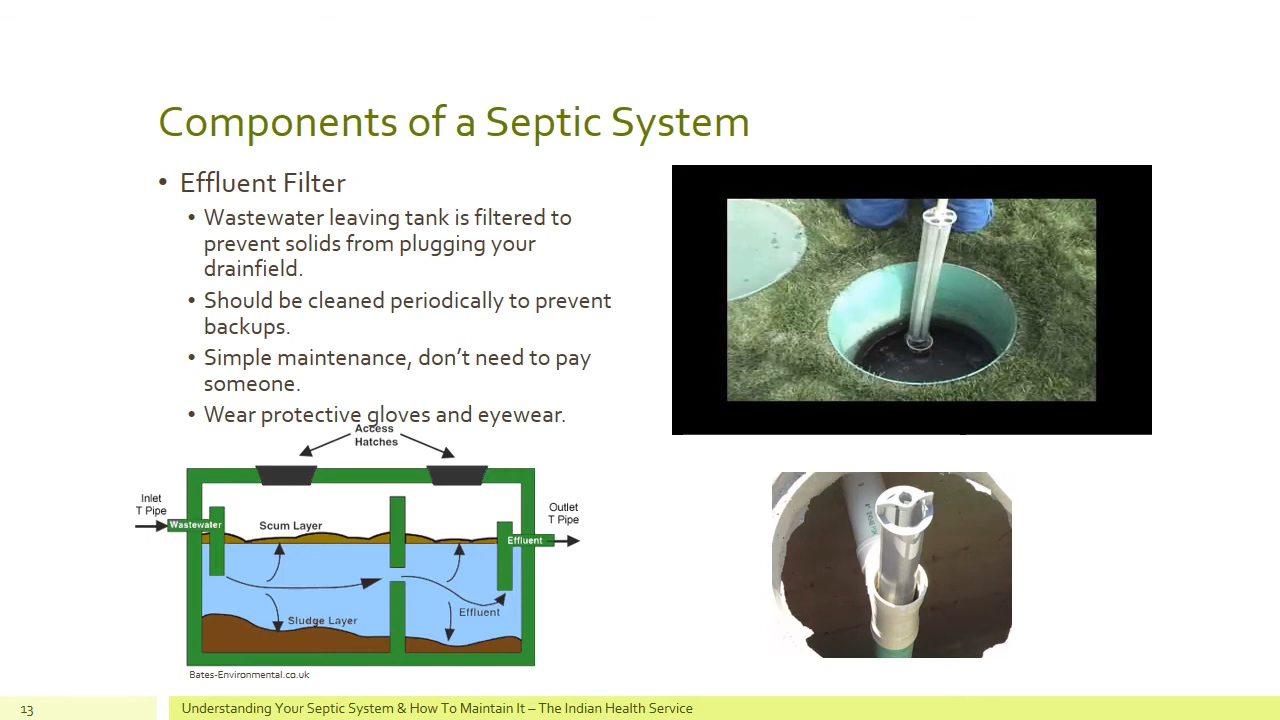 Components of a Septic System
• Effluent Filter
• Wastewater leaving tank is filtered to
prevent solids from plugging your
drainfield.
• Should be cleaned periodically to prevent
backups.
• Simple maintenance, don’t need to pay
someone.
• Wear protective gloves and eyewear.
Access
Hatches
Inlet
T Pipe
Wastewater
Scum Layer
Outlet
T Pipe
Effluent
Effluent
Sludge Layer
Bates-Environmental.co.uk
13
Understanding Your Septic System & How To Maintain It – The Indian Health Service